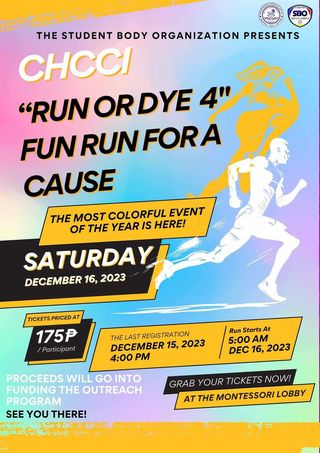 THE STUDENT BODY ORGANIZATION PRESENTS
CHCCI
“RUN OR DYE 4"
FUN RUN FOR A
CAUSE
THE MOST COLORFUL EVENT
OF THE YEAR IS HERE!
SATURDAY
DECEMBER 16, 2023
TICKETS PRICED AT
175₱
/ Participant
THE LAST REGISTRATION
DECEMBER 15, 2023
4:00 PM
Run Starts At
5:00 AM
DEC 16, 2023
PROCEEDS WILL GO INTO
FUNDING THE OUTREACH
PROGRAM
SEE YOU THERE!
GRAB YOUR TICKETS NOW!
AT THE MONTESSORI LOBBY
SBO